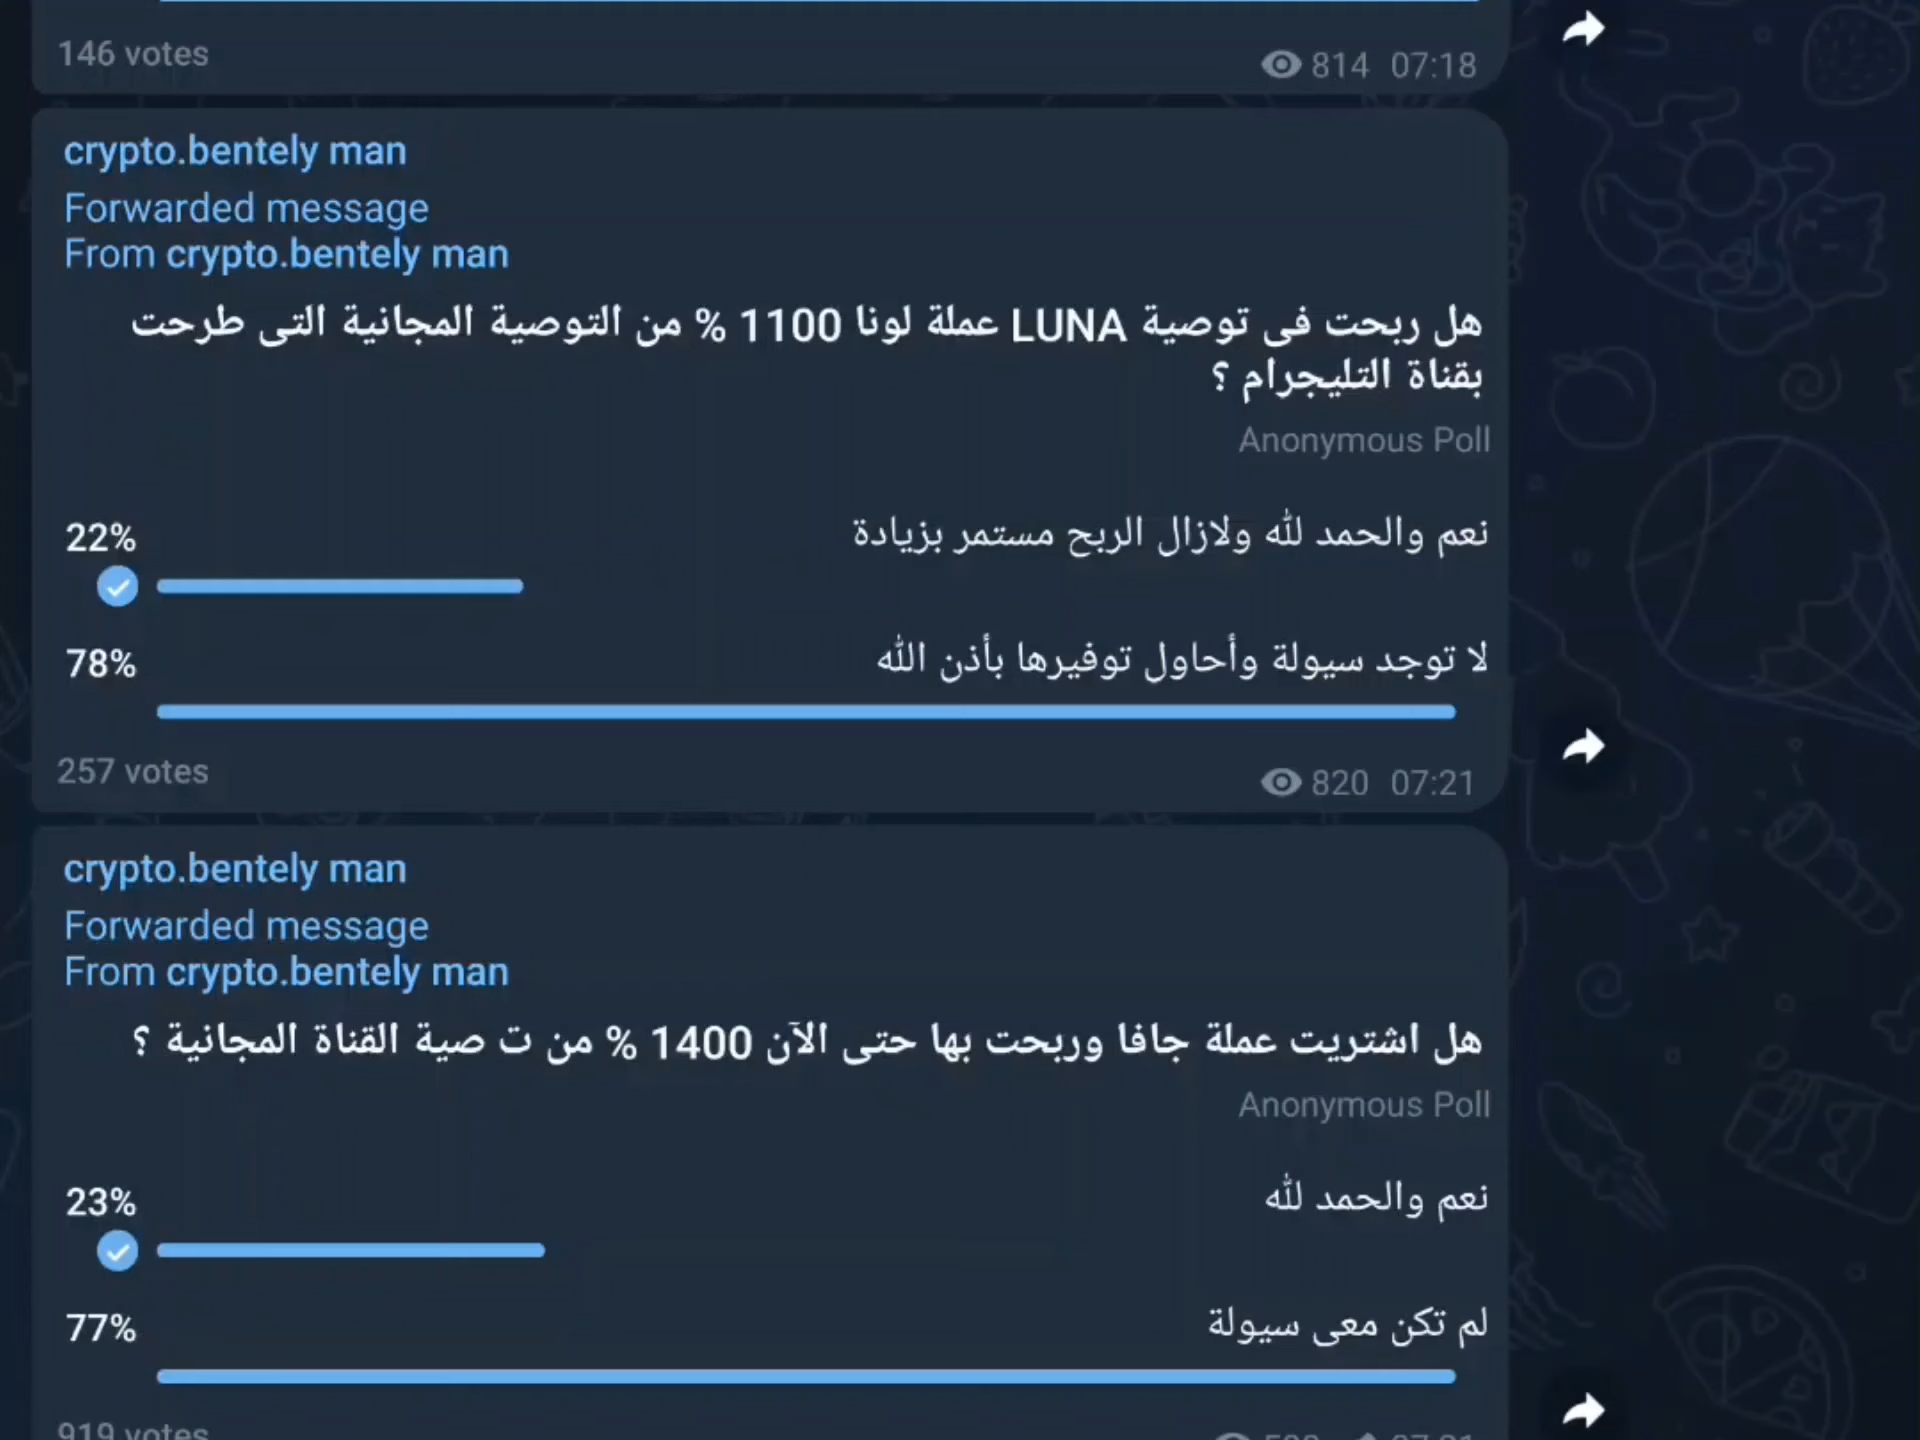 146 votes
814 07:18
crypto.bentely man
Forwarded message
From crypto.bentely man
هل ربحت فى توصية LUNA عملة لونا 1100 % من التوصية المجانية التى طرحت
بقناة التليجرام ؟
Anonymous Poll
22% نعم والحمد لله ولازال الربح مستمر بزيادة
78% لا توجد سيولة وأحاول توفيرها بأذن الله
257 votes
820 07:21
crypto.bentely man
Forwarded message
From crypto.bentely man
هل اشتريت عملة جافا وربحت بها حتى الآن 1400 % من ت صية القناة المجانية ؟
Anonymous Poll
23% نعم والحمد لله
77% لم تكن معى سيولة
919 votes